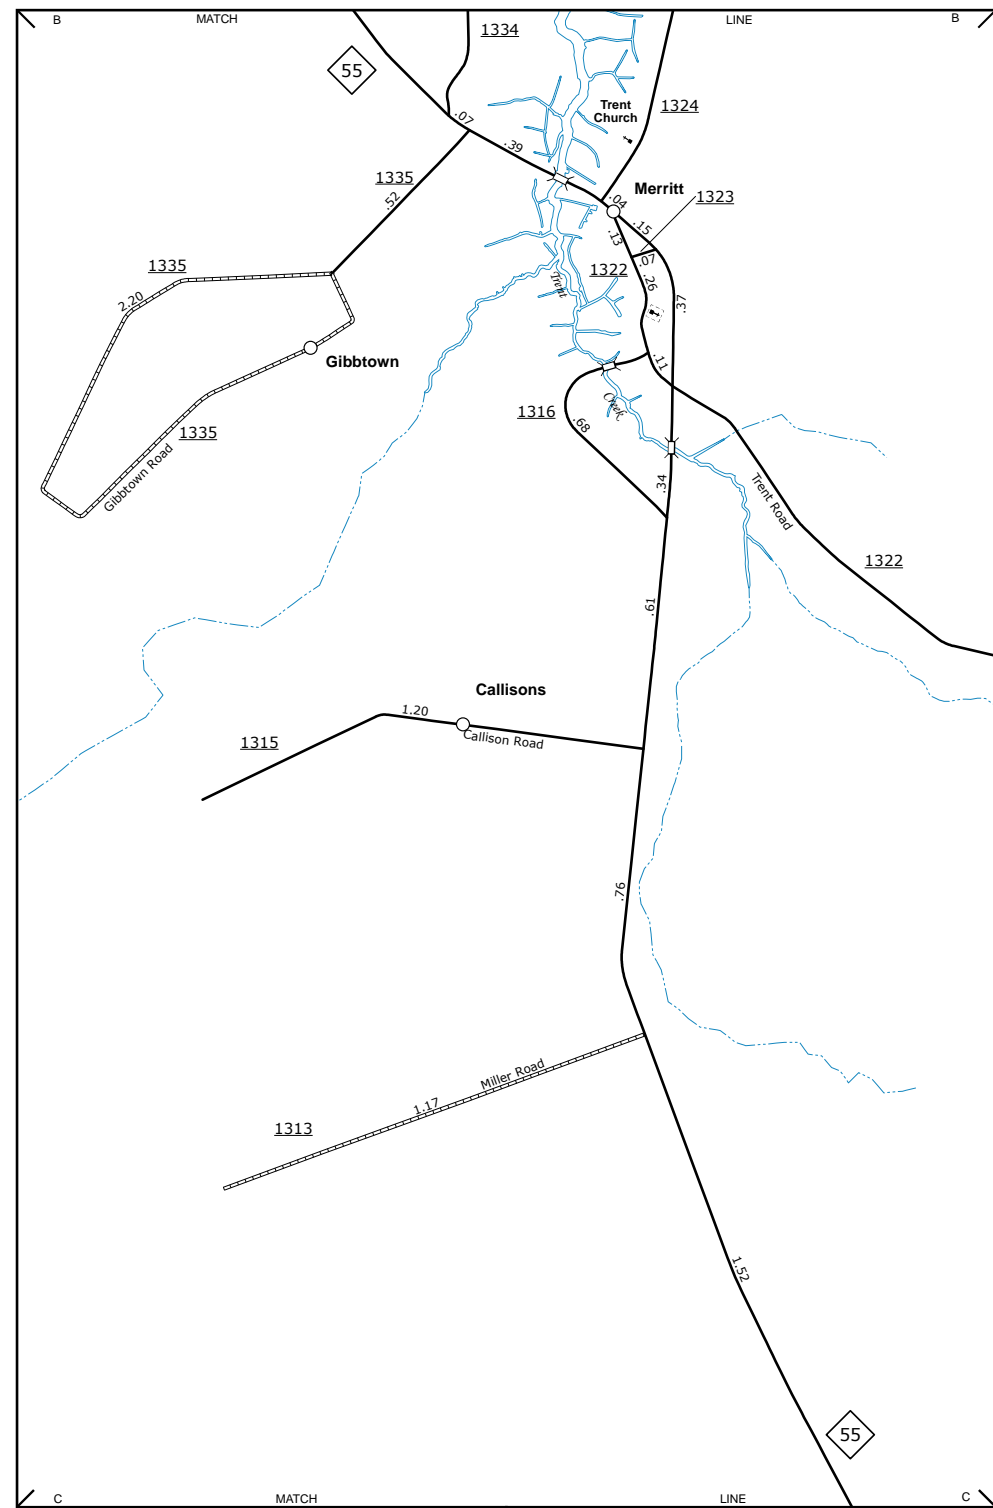 B
MATCH
LINE
B
1334
55
Trent
Church
1324
.07
.39
1335
.52
.04
Merritt
1323
.15
.13
.07
1335
1322
.26
Trent
2.20
.37
Gibbtown
.11
1316
Creek
.68
1335
Gibbtown Road
.34
Trent Road
1322
.61
Callisons
1.20
Callison Road
1315
.76
Miller Road
1.17
1313
1.52
55
C
MATCH
LINE
C